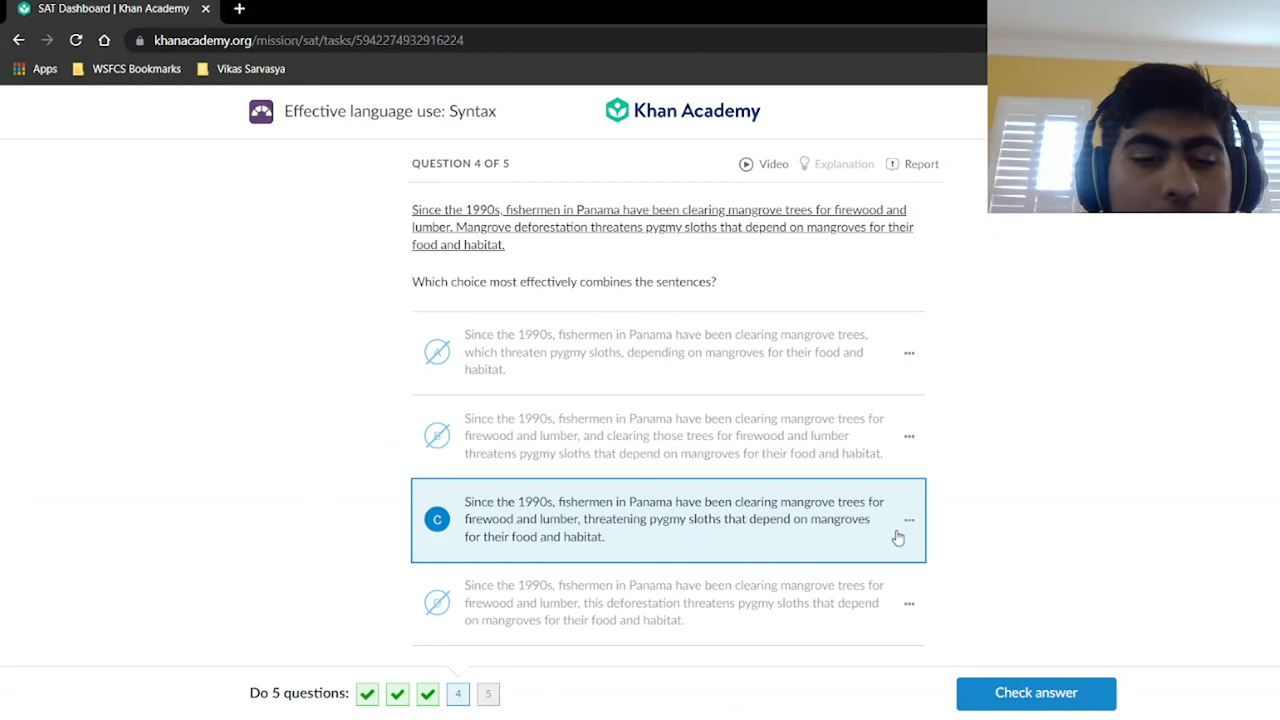 SAT Dashboard | Khan Academy
khanacademy.org/mission/sat/tasks/5942274932916224
Apps WSFCS Bookmarks Vikas Sarvasya
Effective language use: Syntax
Khan Academy
QUESTION 4 OF 5
Video Explanation Report
Since the 1990s, fishermen in Panama have been clearing mangrove trees for firewood and
lumber. Mangrove deforestation threatens pygmy sloths that depend on mangroves for their
food and habitat.
Which choice most effectively combines the sentences?
A
Since the 1990s, fishermen in Panama have been clearing mangrove trees,
which threaten pygmy sloths, depending on mangroves for their food and
habitat.
B
Since the 1990s, fishermen in Panama have been clearing mangrove trees for
firewood and lumber, and clearing those trees for firewood and lumber
threatens pygmy sloths that depend on mangroves for their food and habitat.
C
Since the 1990s, fishermen in Panama have been clearing mangrove trees for
firewood and lumber, threatening pygmy sloths that depend on mangroves
for their food and habitat.
D
Since the 1990s, fishermen in Panama have been clearing mangrove trees for
firewood and lumber, this deforestation threatens pygmy sloths that depend
on mangroves for their food and habitat.
Do 5 questions: 4 5
Check answer